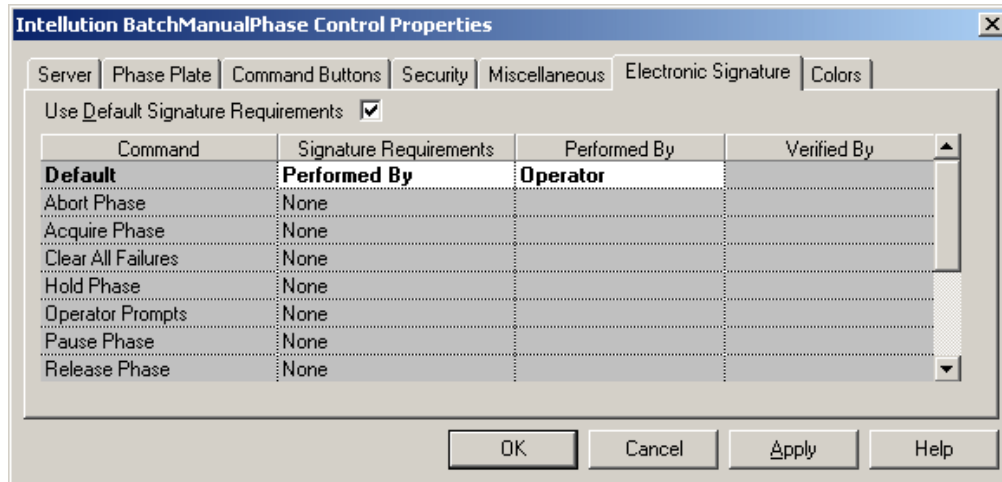 Intellution BatchManualPhase Control Properties
Server Phase Plate Command Buttons Security Miscellaneous Electronic Signature Colors
Use Default Signature Requirements
Command Signature Requirements Performed By Verified By
Default Performed By Operator
Abort Phase None
Acquire Phase None
Clear All Failures None
Hold Phase None
Operator Prompts None
Pause Phase None
Release Phase None
OK Cancel Apply Help